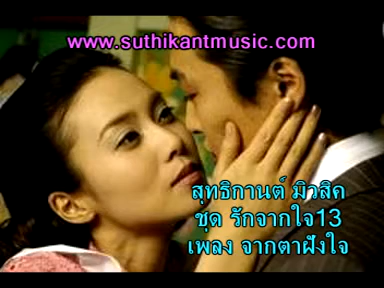 www.suthikantmusic.com
สุทธิกานต์ มิวสิค
ชุด รักจากใจ13
เพลง จากตาฝังใจ